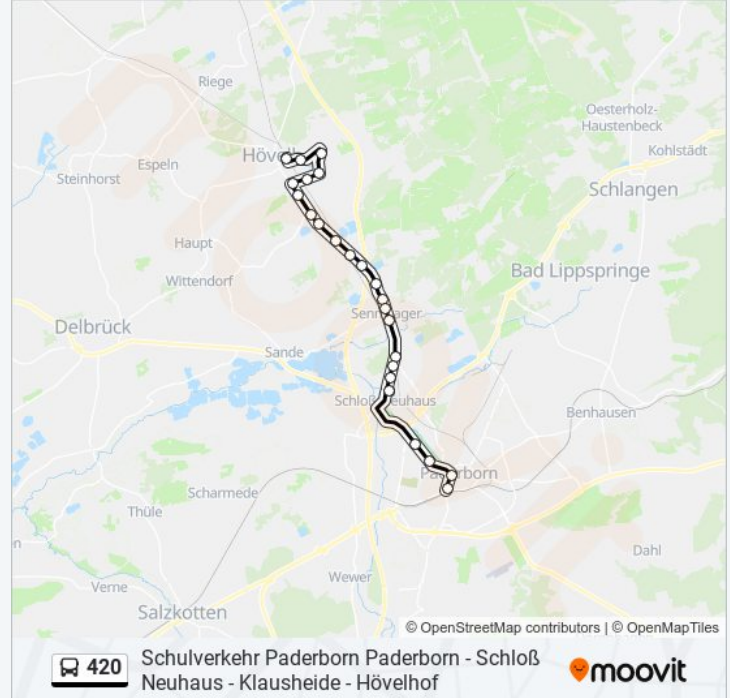 Riege
Oesterholz-
Haustenbeck
Kohlstädt
Espeln
Steinhorst
Schlangen
Haupt
Bad Lippspringe
Wittendorf
Delbrück
Sande
Benhausen
Paderborn
Scharmede
Thüle
Dahl
Wewer
Verne
Salzkotten
© OpenStreetMap contributors | © OpenMapTiles
420
Schulverkehr Paderborn Paderborn - Schloß
Neuhaus - Klausheide - Hövelhof
moovit